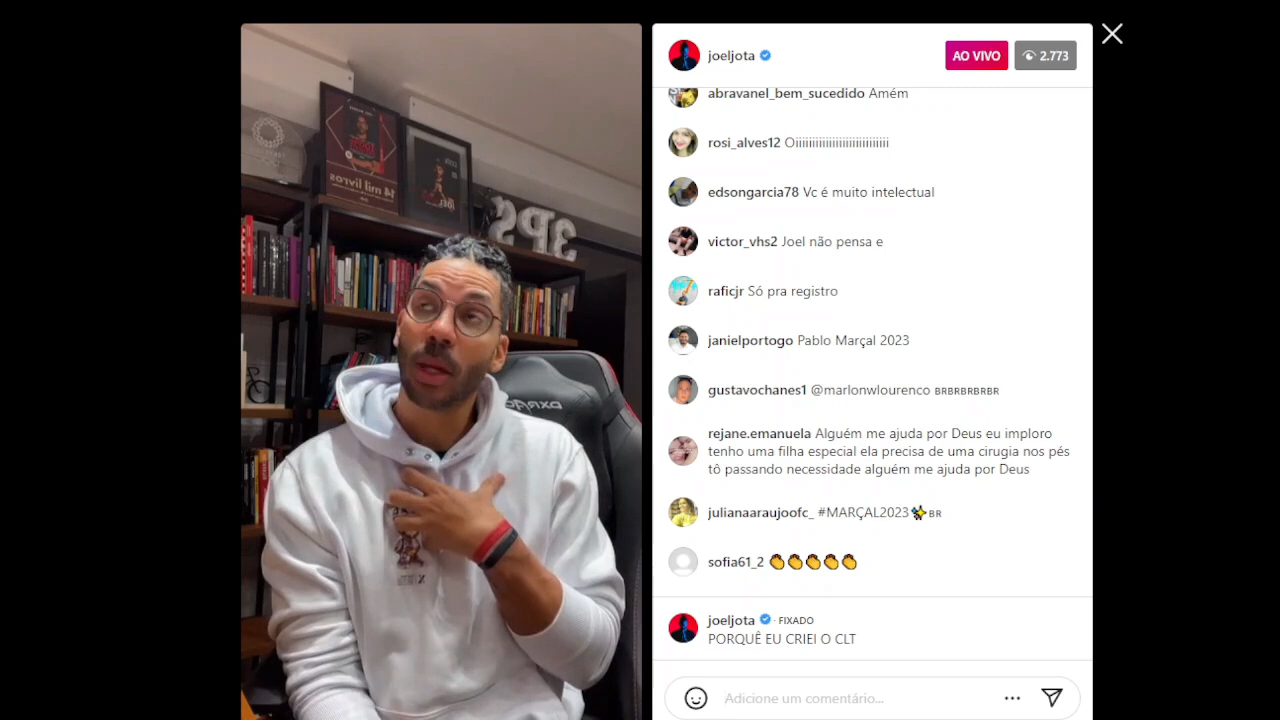 14 mil livros
3PS
joeljota
AO VIVO
2.773
abravanel_bem_sucedido Amém
rosi_alves12 Oiiiiiiiiiiiiiiiiiiiiiiiiiii
edsongarcia78 Vc é muito intelectual
victor_vhs2 Joel não pensa e
raficjr Só pra registro
janielportogo Pablo Marçal 2023
gustavochanes1 @marlonwlourenco BRBRBRBRBR
rejane.emanuela Alguém me ajuda por Deus eu imploro
tenho uma filha especial ela precisa de uma cirugia nos pés
tô passando necessidade alguém me ajuda por Deus
julianaaraujoofc_ #MARÇAL2023✨BR
sofia61_2 👏👏👏👏👏
joeljota · FIXADO
PORQUÊ EU CRIEI O CLT
Adicione um comentário...